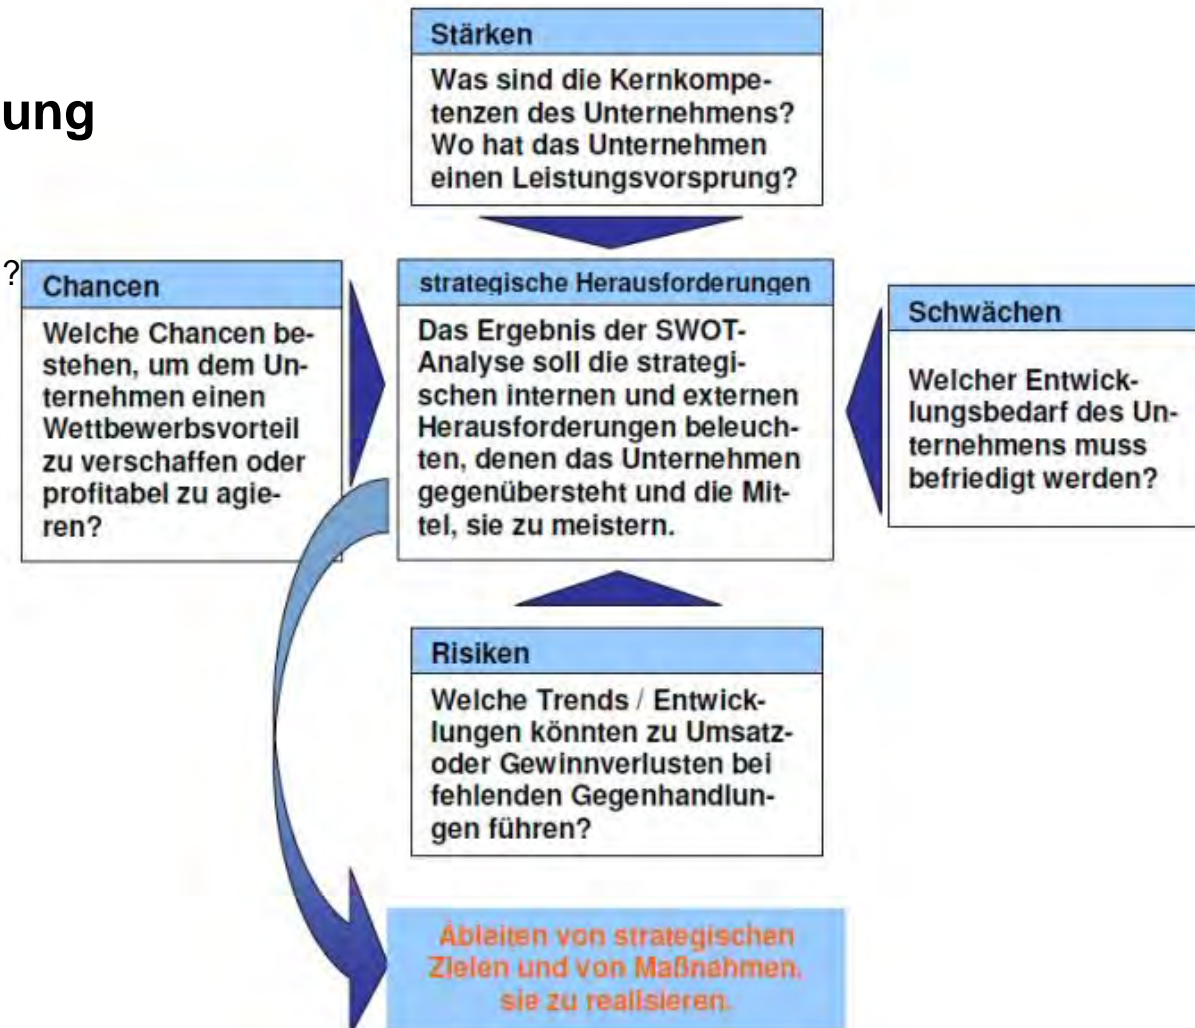 ung
?
Stärken
Was sind die Kernkompe-
tenzen des Unternehmens?
Wo hat das Unternehmen
einen Leistungsvorsprung?
Chancen
Welche Chancen be-
stehen, um dem Un-
ternehmen einen
Wettbewerbsvorteil
zu verschaffen oder
profitabel zu agie-
ren?
strategische Herausforderungen
Das Ergebnis der SWOT-
Analyse soll die strategi-
schen internen und externen
Herausforderungen beleuch-
ten, denen das Unternehmen
gegenübersteht und die Mit-
tel, sie zu meistern.
Schwächen
Welcher Entwick-
lungsbedarf des Un-
ternehmens muss
befriedigt werden?
Risiken
Welche Trends / Entwick-
lungen könnten zu Umsatz-
oder Gewinnverlusten bei
fehlenden Gegenhandlun-
gen führen?
Ableiten von strategischen
Zielen und von Maßnahmen,
sie zu realisieren.